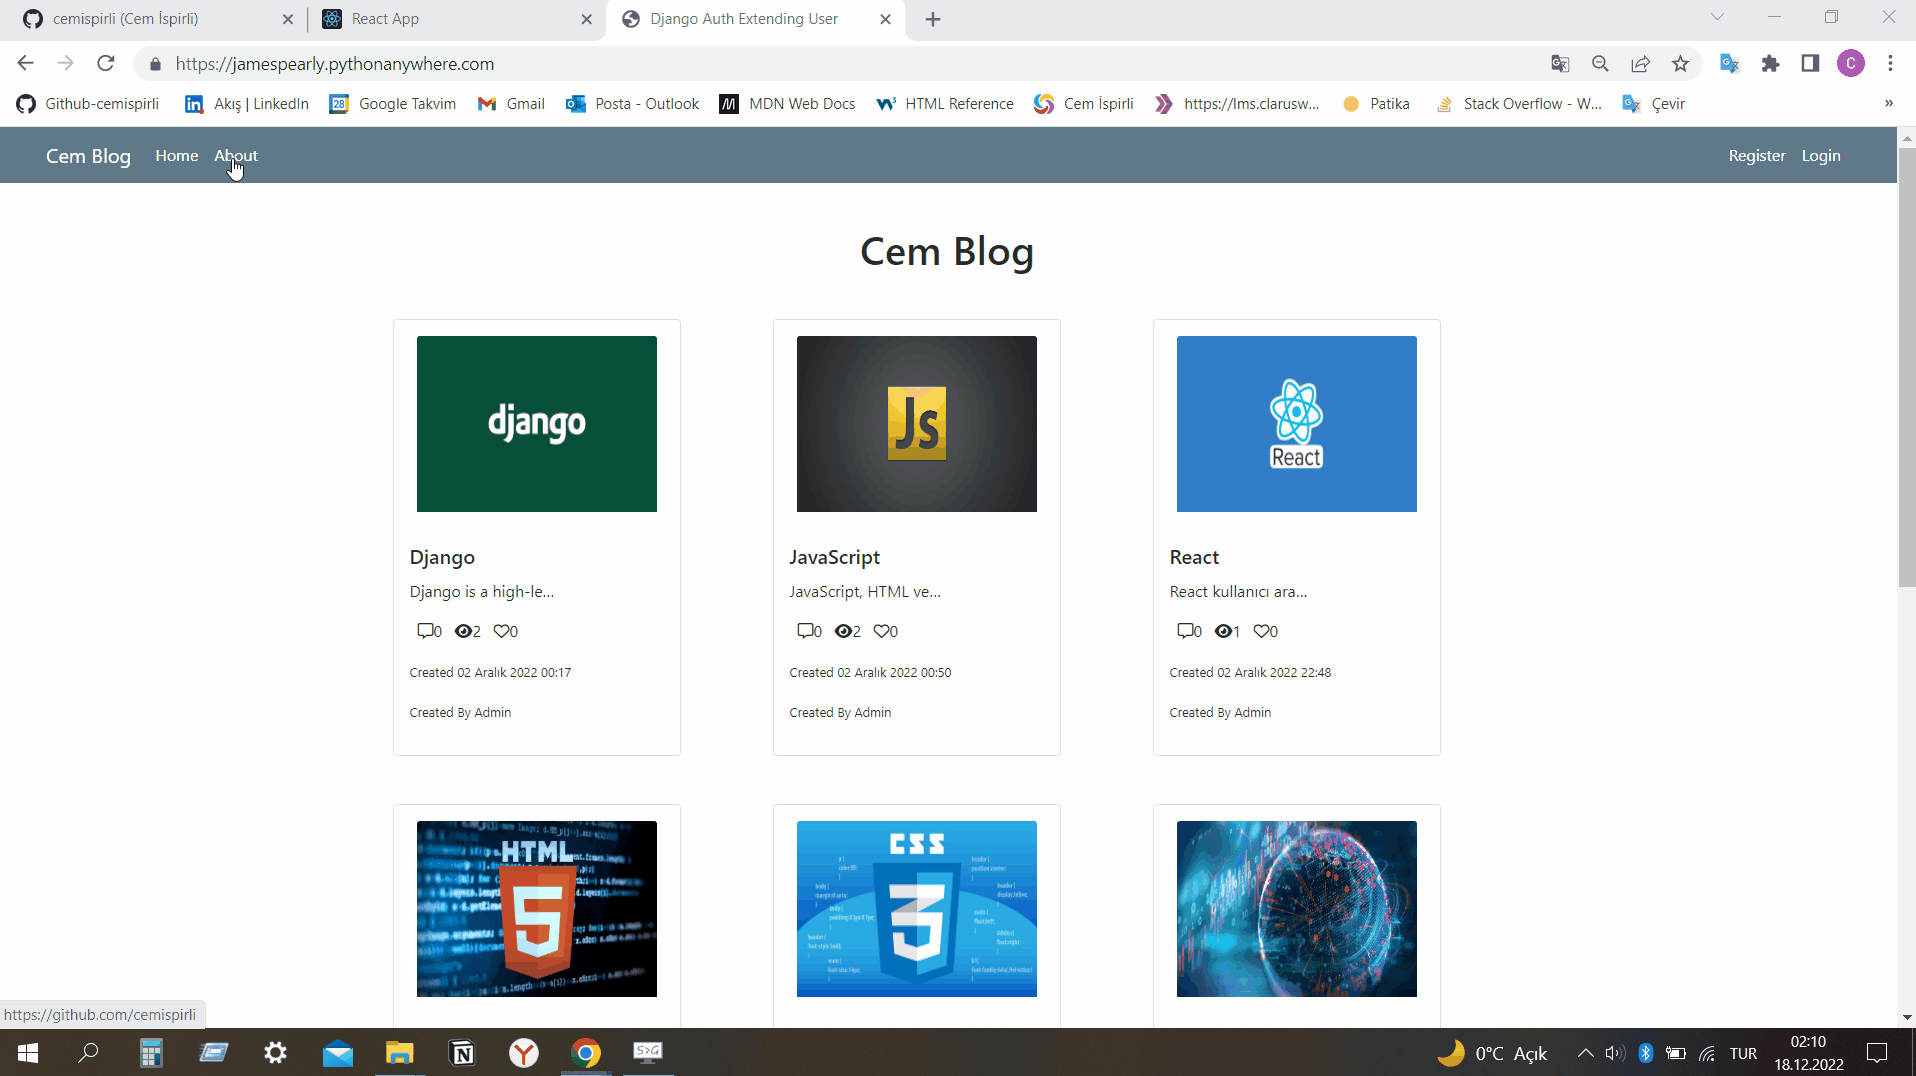 cemispirli (Cem İspirli)
React App
Django Auth Extending User
https://jamespearly.pythonanywhere.com
C
Github-cemispirli
in
Akış | LinkedIn
28
Google Takvim
Gmail
Posta - Outlook
MDN Web Docs
HTML Reference
Cem İspirli
https://lms.clarusw...
Patika
Stack Overflow - W...
Çevir
»
Cem Blog
Home
About
Register
Login
Cem Blog
django
JS
React
Django
JavaScript
React
Django is a high-le...
JavaScript, HTML ve...
React kullanıcı ara...
0 2 0
0 2 0
0 1 0
Created 02 Aralık 2022 00:17
Created 02 Aralık 2022 00:50
Created 02 Aralık 2022 22:48
Created By Admin
Created By Admin
Created By Admin
HTML
5
CSS
3
https://github.com/cemispirli
S>G
0°C Açık
TUR
02:10
18.12.2022